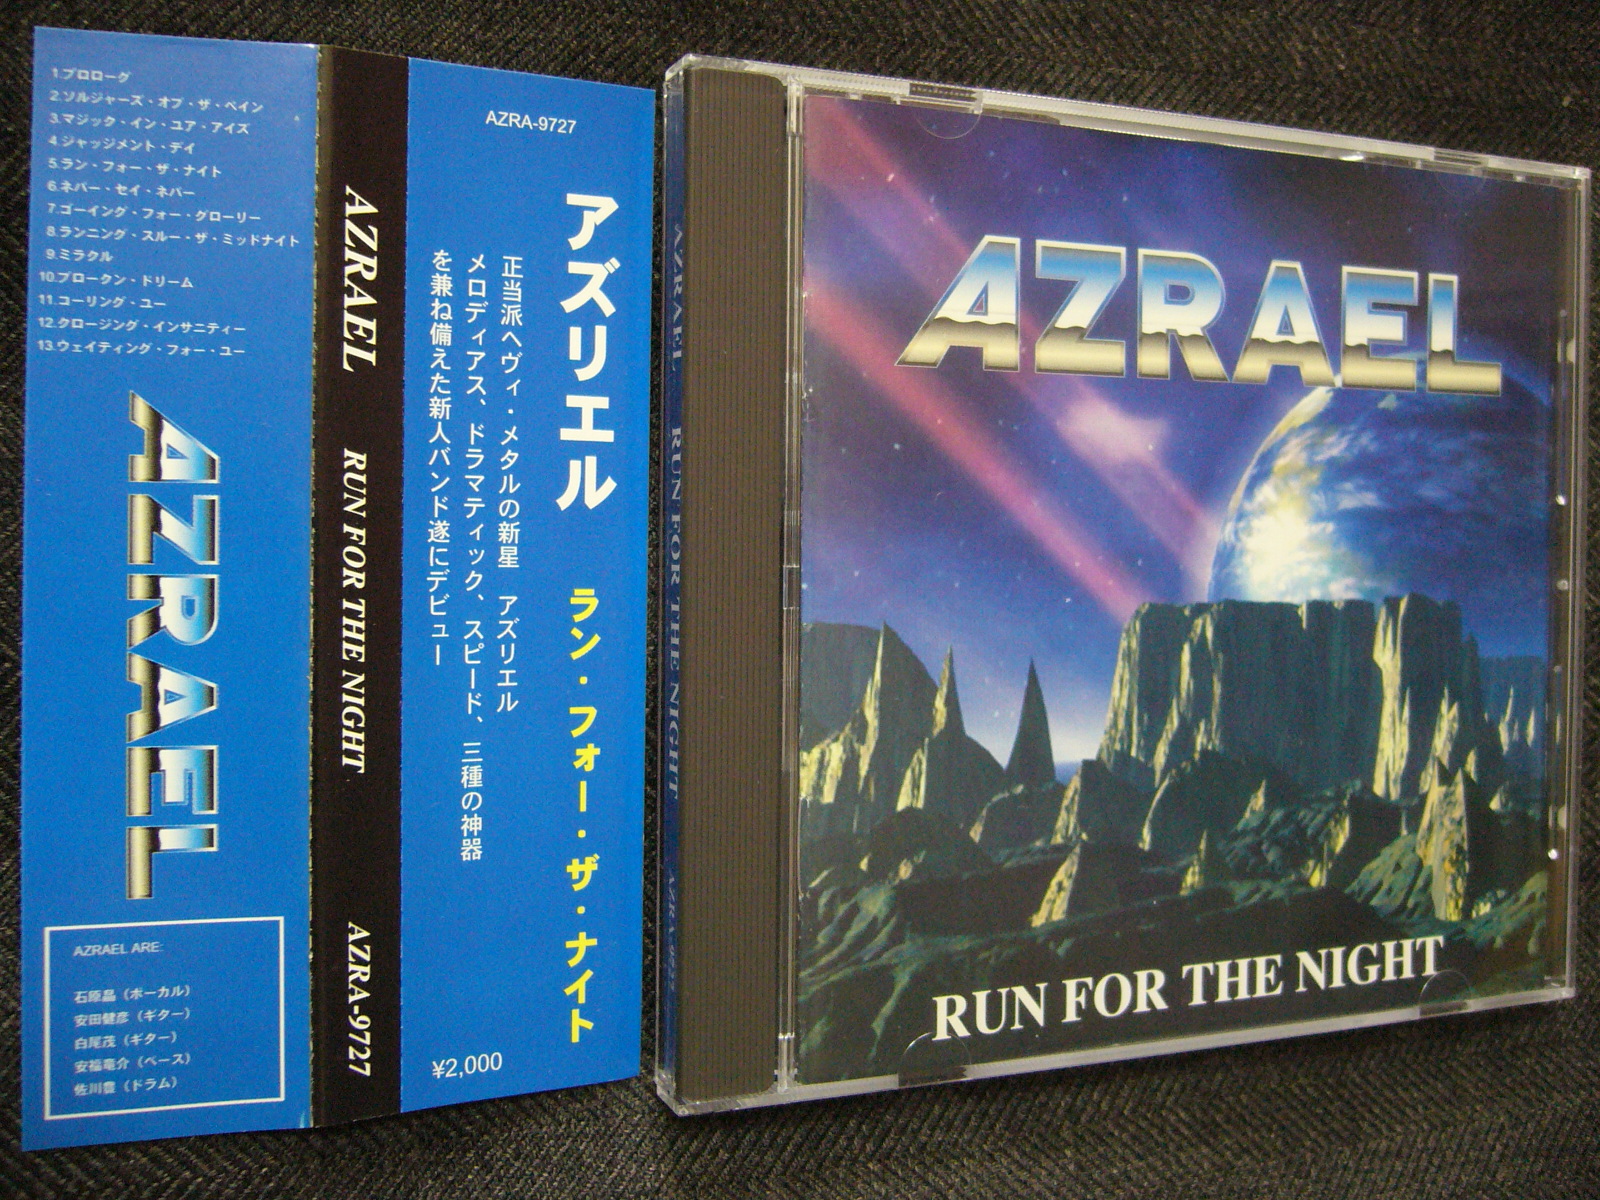 1.プロローグ
2.ソルジャーズ・オブ・ザ・ペイン
3.マジック・イン・ユア・アイズ
4.ジャッジメント・デイ
5.ラン・フォー・ザ・ナイト
6.ネバー・セイ・ネバー
7.ゴーイング・フォー・グローリー
8.ランニング・スルー・ザ・ミッドナイト
9.ミラクル
10.ブロークン・ドリーム
11.コーリング・ユー
12.クロージング・インサニティー
13.ウェイティング・フォー・ユー
AZRAEL
AZRAEL ARE:
石原晶（ボーカル）
安田健彦（ギター）
白尾茂（ギター）
安福竜介（ベース）
佐川豊（ドラム）
AZRAEL RUN FOR THE NIGHT AZRA-9727
AZRA-9727
アズリエル ラン・フォー・ザ・ナイト
正当派ヘヴィ・メタルの新星 アズリエル
メロディアス、ドラマティック、スピード、三種の神器
を兼ね備えた新人バンド遂にデビュー
¥2,000
AZRAEL RUN FOR THE NIGHT AZRA-9727
AZRAEL
RUN FOR THE NIGHT